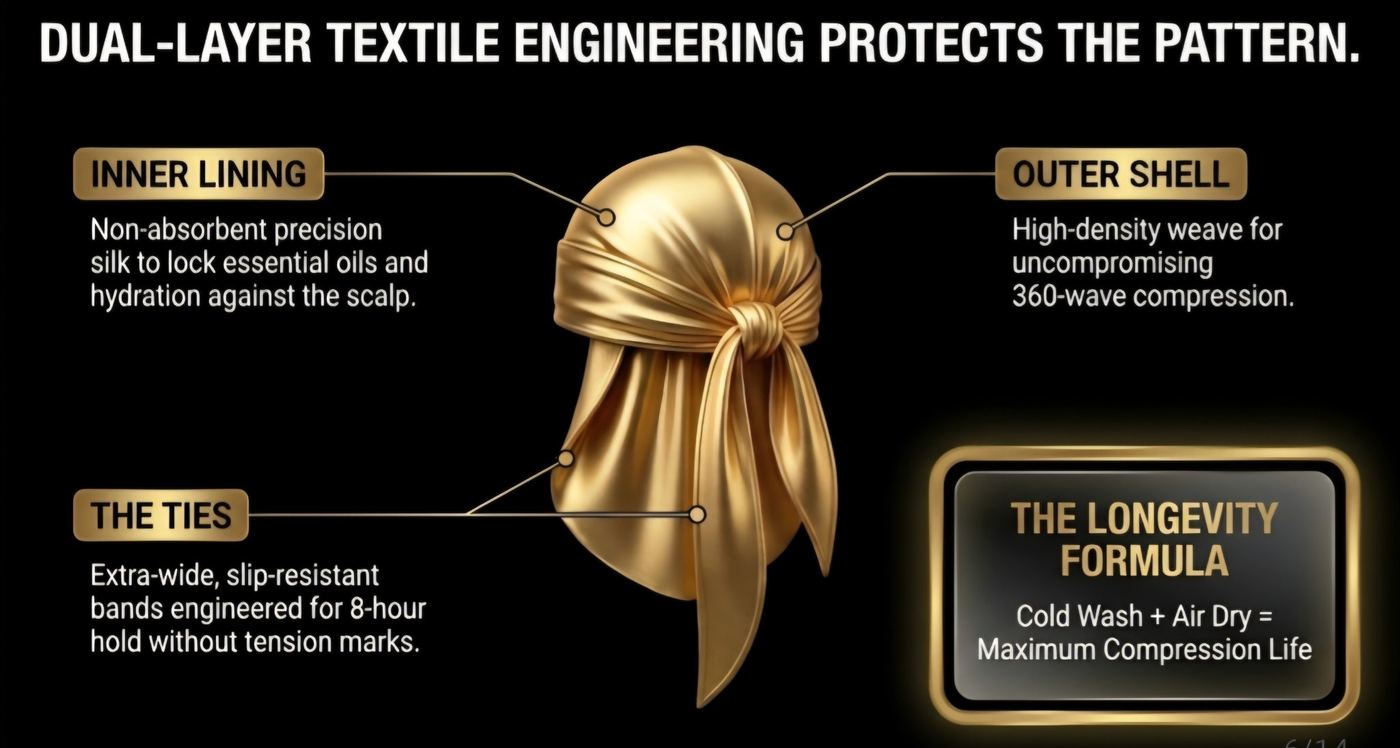 DUAL-LAYER TEXTILE ENGINEERING PROTECTS THE PATTERN.
INNER LINING
Non-absorbent precision
silk to lock essential oils and
hydration against the scalp.
OUTER SHELL
High-density weave for
uncompromising
360-wave compression.
THE TIES
Extra-wide, slip-resistant
bands engineered for 8-hour
hold without tension marks.
THE LONGEVITY
FORMULA
Cold Wash + Air Dry =
Maximum Compression Life